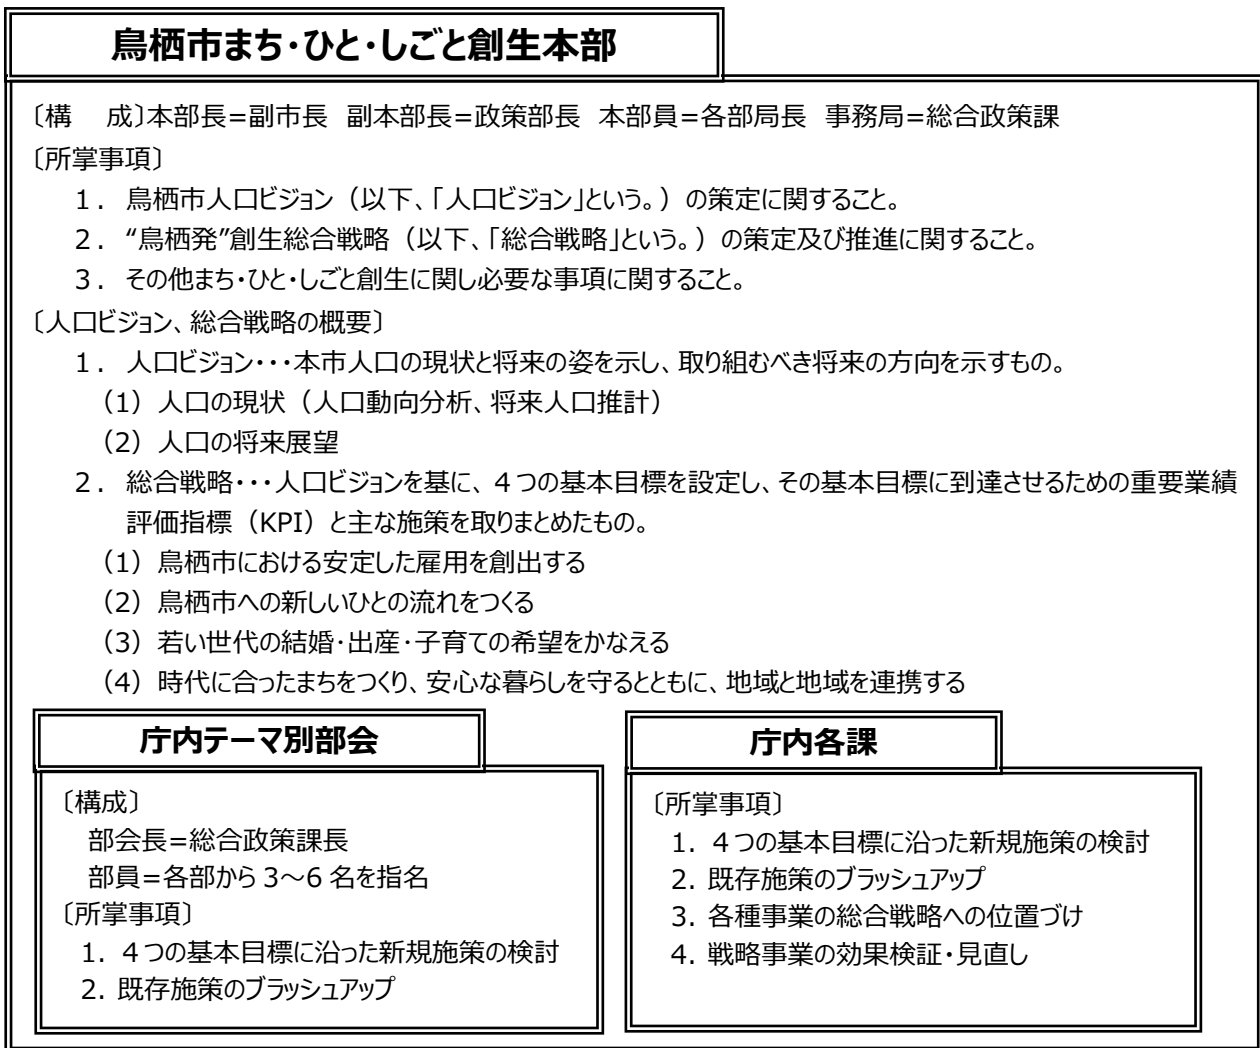 鳥栖市まち・ひと・しごと創生本部
〔構　成〕本部長=副市長　副本部長=政策部長　本部員=各部局長　事務局=総合政策課
〔所掌事項〕
１．鳥栖市人口ビジョン（以下、「人口ビジョン」という。）の策定に関すること。
２．“鳥栖発”創生総合戦略（以下、「総合戦略」という。）の策定及び推進に関すること。
３．その他まち・ひと・しごと創生に関し必要な事項に関すること。
〔人口ビジョン、総合戦略の概要〕
１．人口ビジョン・・・本市人口の現状と将来の姿を示し、取り組むべき将来の方向を示すもの。
（1）人口の現状（人口動向分析、将来人口推計）
（2）人口の将来展望
２．総合戦略・・・人口ビジョンを基に、４つの基本目標を設定し、その基本目標に到達させるための重要業績
評価指標（KPI）と主な施策を取りまとめたもの。
（1）鳥栖市における安定した雇用を創出する
（2）鳥栖市への新しいひとの流れをつくる
（3）若い世代の結婚・出産・子育ての希望をかなえる
（4）時代に合ったまちをつくり、安心な暮らしを守るとともに、地域と地域を連携する
庁内テーマ別部会
〔構成〕
部会長=総合政策課長
部員=各部から 3～6 名を指名
〔所掌事項〕
1. ４つの基本目標に沿った新規施策の検討
2. 既存施策のブラッシュアップ
庁内各課
〔所掌事項〕
1. ４つの基本目標に沿った新規施策の検討
2. 既存施策のブラッシュアップ
3. 各種事業の総合戦略への位置づけ
4. 戦略事業の効果検証・見直し